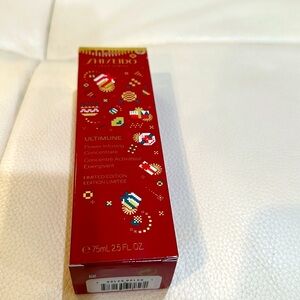 SHISEIDO
ULTIMUNE
Power Infusing
Concentrate
Concentré Activateur
Énergisant
LIMITED EDITION
ÉDITION LIMITÉE
℮ 75mL 2.5 FL. OZ.